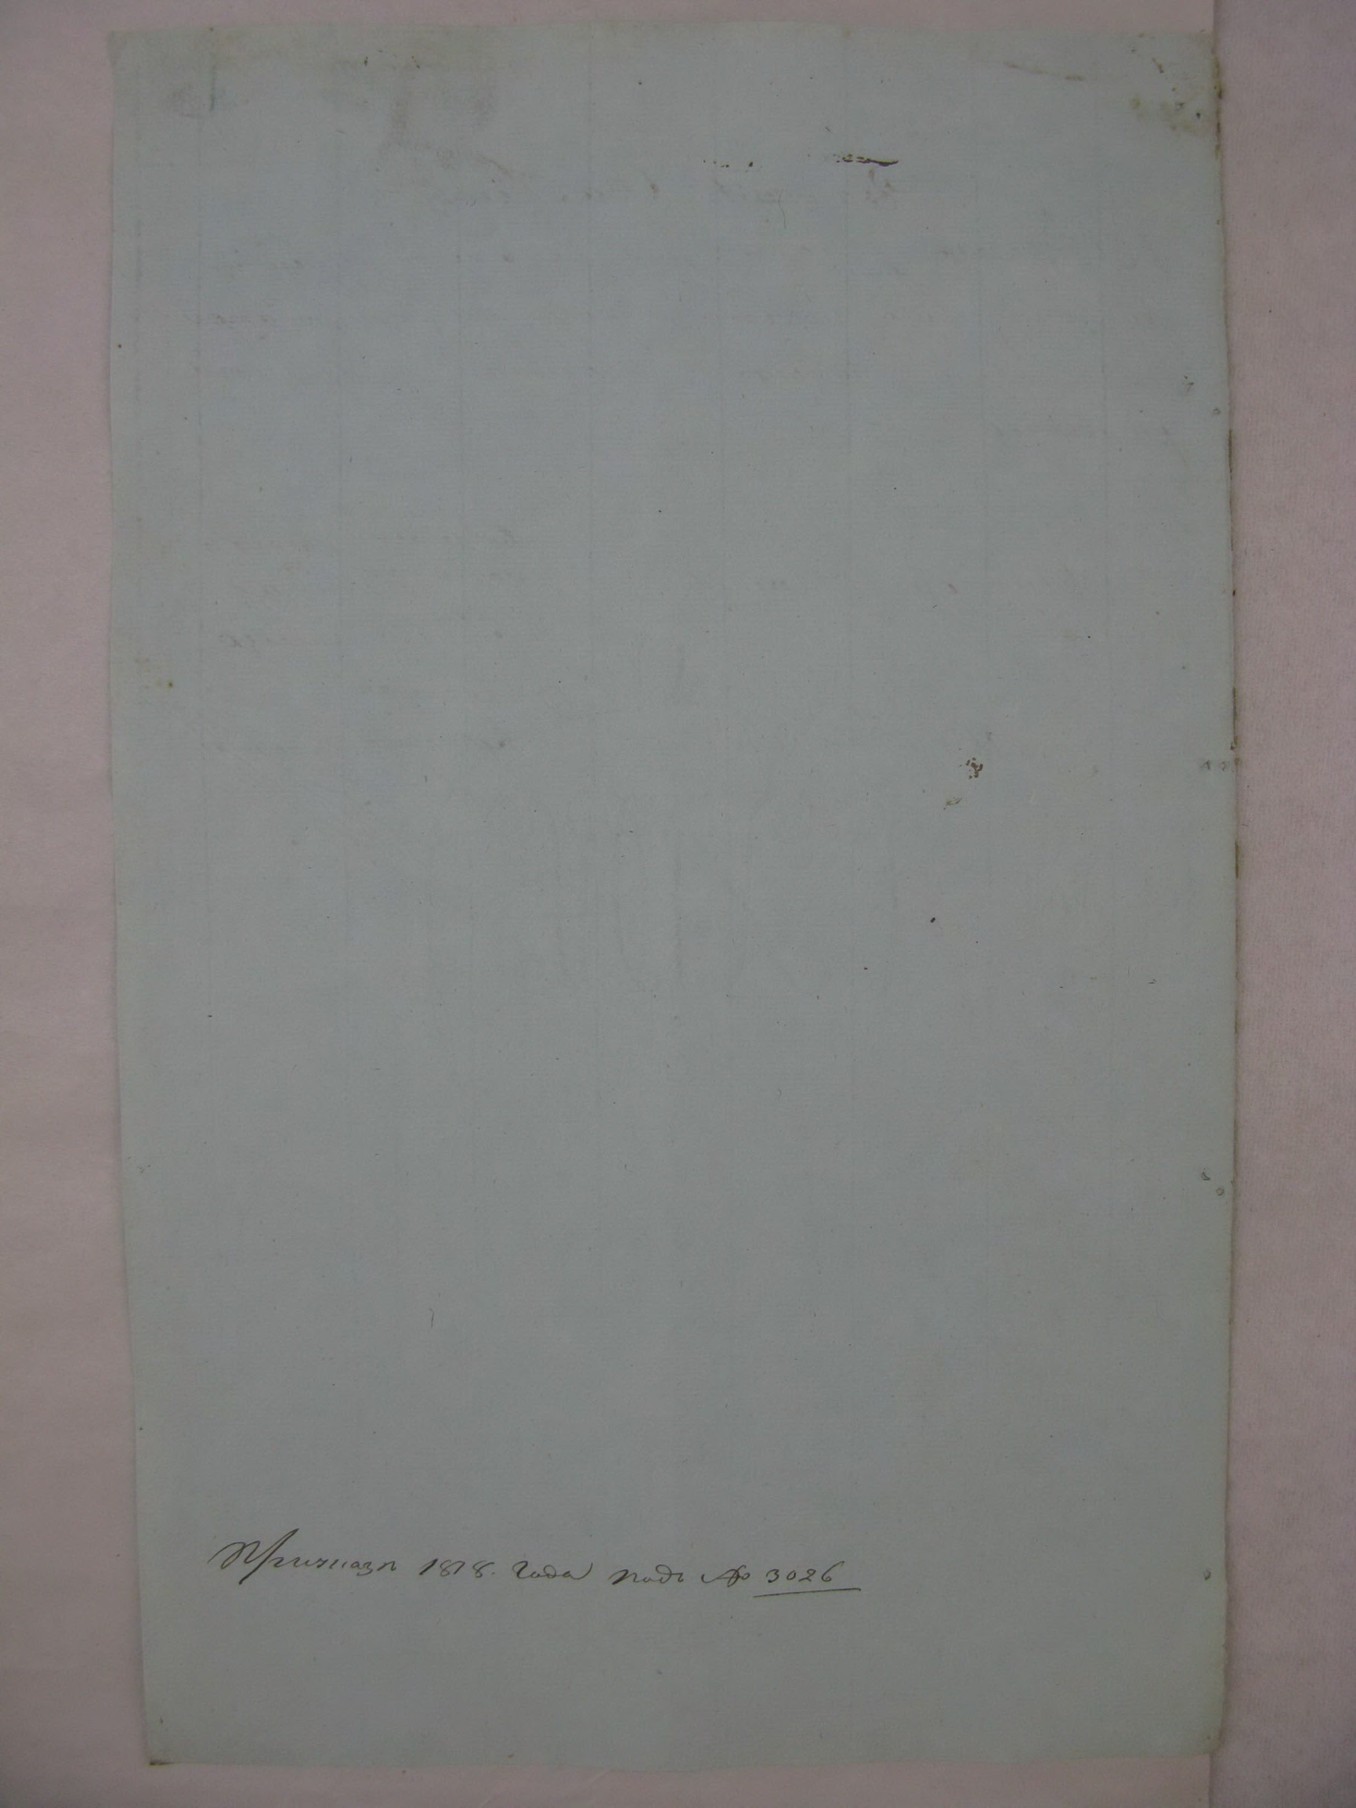 1818. года подъ № 3026